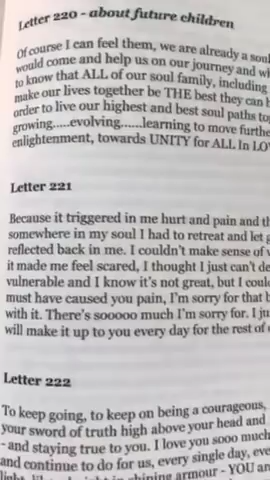 Letter 220 - about future children
Of course I can feel them, we are already a soul
would come and help us on our journey and
to know that ALL of our soul family, including
make our lives together be THE best they can
order to live our highest and best soul paths
growing.....evolving......learning to move
enlightenment, towards UNITY for ALL In
Letter 221
Because it triggered in me hurt and pain and
somewhere in my soul I had to retreat and let
reflected back in me. I couldn't make sense of
it made me feel scared, I thought I just can't
vulnerable and I know it's not great, but I
must have caused you pain, I'm sorry for that
with it. There's sooooo much I'm sorry for. I
will make it up to you every day for the rest of
Letter 222
To keep going, to keep on being a courageous,
your sword of truth high above your head and
- and staying true to you. I love you sooo much
and continue to do for us, every single day,
shining armour - YOU